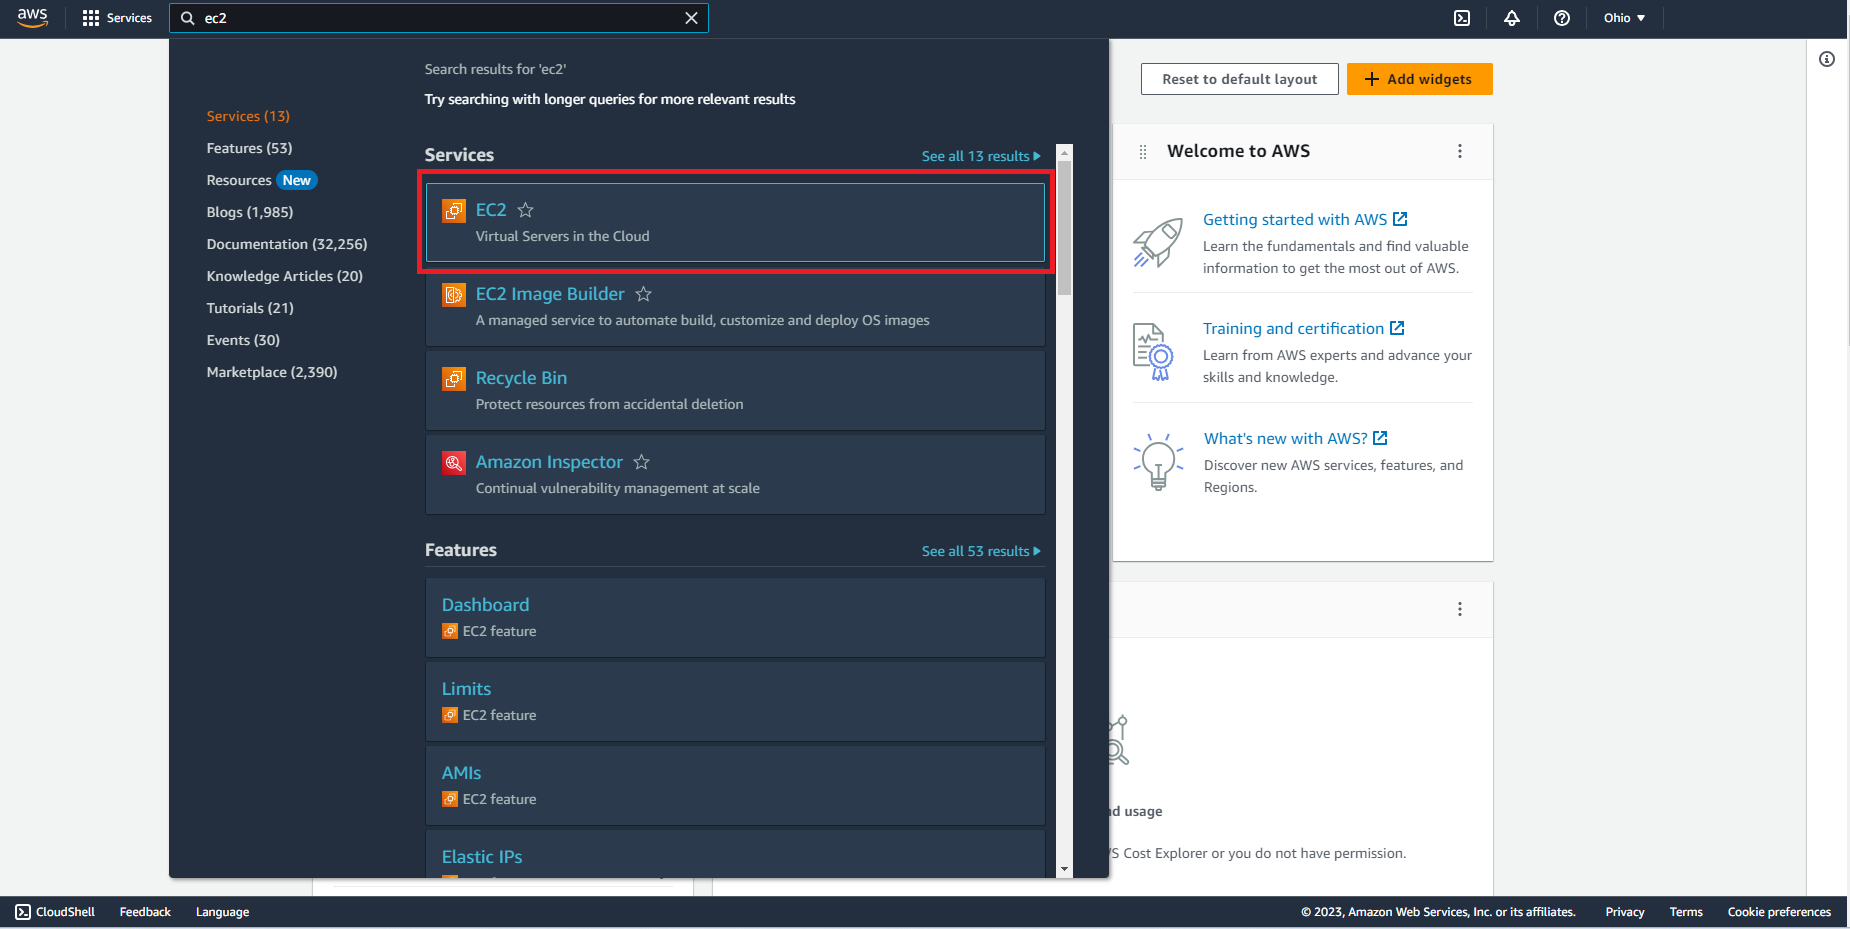 aws
Services
ec2
Ohio
Search results for 'ec2'
Try searching with longer queries for more relevant results
Services (13)
Features (53)
Resources New
Blogs (1,985)
Documentation (32,256)
Knowledge Articles (20)
Tutorials (21)
Events (30)
Marketplace (2,390)
Services
See all 13 results
EC2
Virtual Servers in the Cloud
EC2 Image Builder
A managed service to automate build, customize and deploy OS images
Recycle Bin
Protect resources from accidental deletion
Amazon Inspector
Continual vulnerability management at scale
Features
See all 53 results
Dashboard
EC2 feature
Limits
EC2 feature
AMIs
EC2 feature
Elastic IPs
Reset to default layout
Add widgets
Welcome to AWS
Getting started with AWS
Learn the fundamentals and find valuable
information to get the most out of AWS.
Training and certification
Learn from AWS experts and advance your
skills and knowledge.
What's new with AWS?
Discover new AWS services, features, and
Regions.
usage
Cost Explorer or you do not have permission.
CloudShell
Feedback
Language
© 2023, Amazon Web Services, Inc. or its affiliates.
Privacy
Terms
Cookie preferences